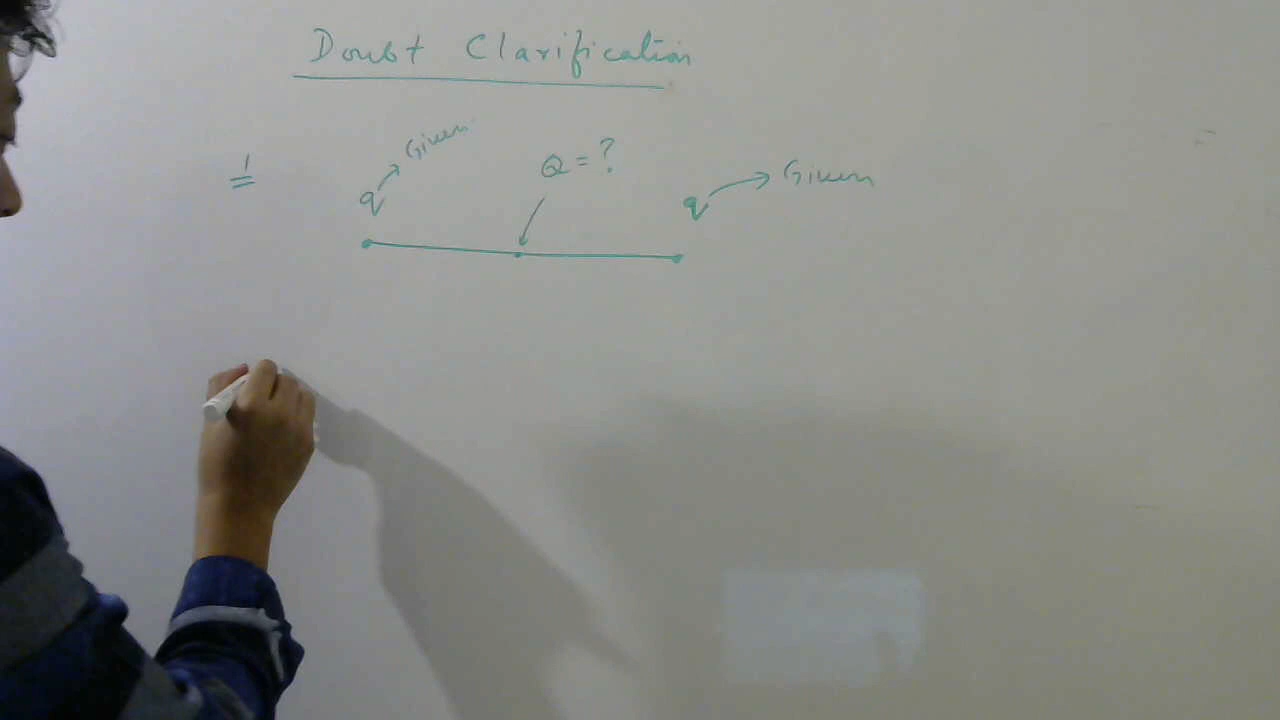 Doubt Clarification
1
q → Given
Q = ?
q → Given